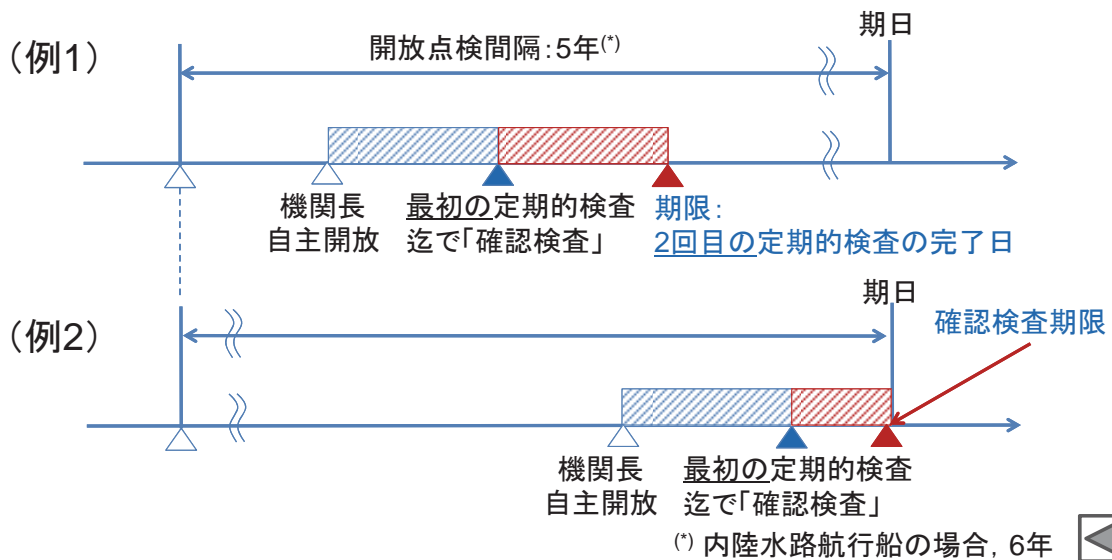 (例1)
開放点検間隔:5年(*)
期日
機関長
自主開放
最初の定期的検査
迄で「確認検査」
期限:
2回目の定期的検査の完了日
(例2)
期日
確認検査期限
機関長
自主開放
最初の定期的検査
迄で「確認検査」
(*) 内陸水路航行船の場合, 6年